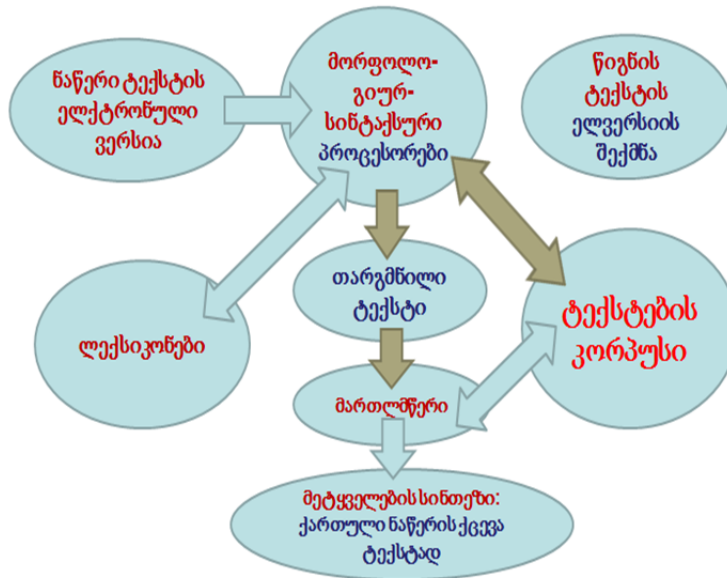 ნაწერი ტექსტის
ელექტრონული
ვერსია
მორფოლო-
გიურ-
სინტაქსური
პროცესორები
წიგნის
ტექსტის
ელვერსიის
შექმნა
თარგმნილი
ტექსტი
ლექსიკონები
ტექსტების
კორპუსი
მართლმწერი
მეტყველების სინთეზი:
ქართული ნაწერის ქცევა
ტექსტად